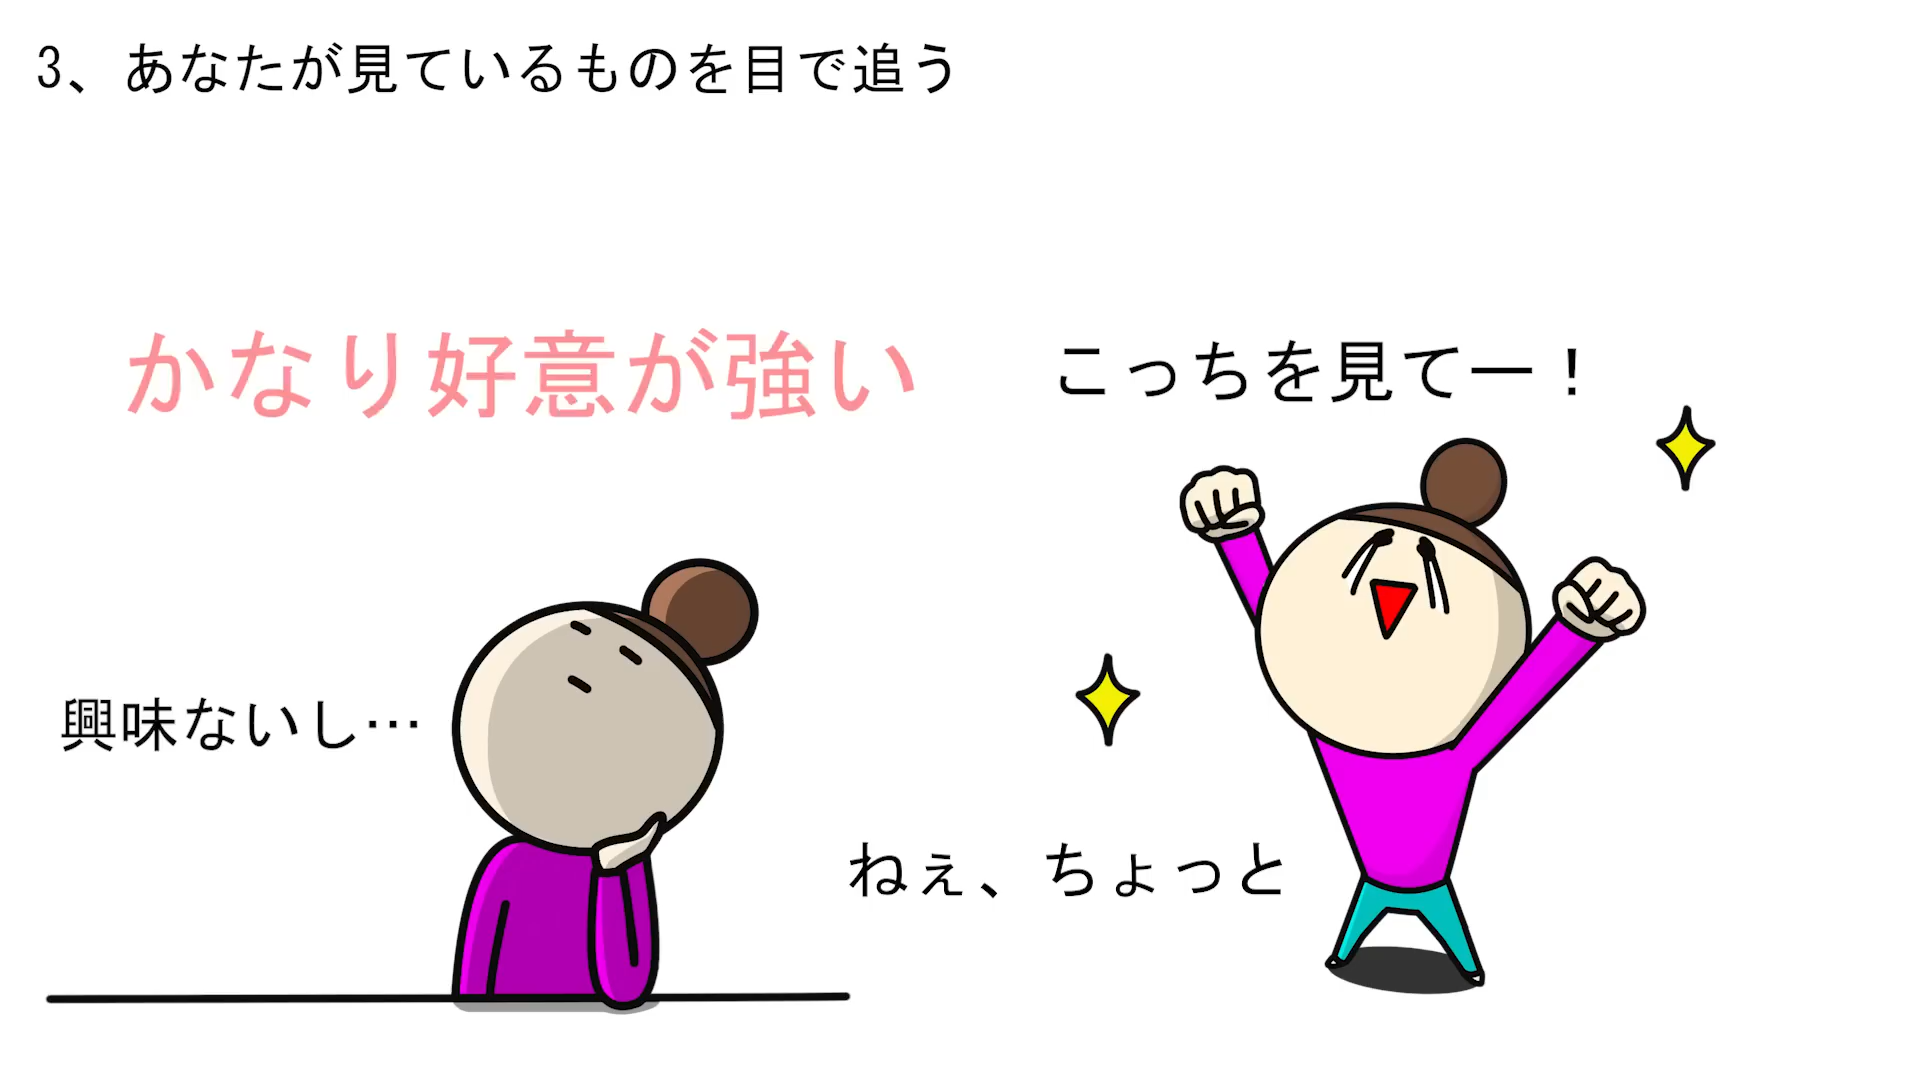 3、あなたが見ているものを目で追う
かなり好意が強い
こっちを見てー！
興味ないし…
ねぇ、ちょっと